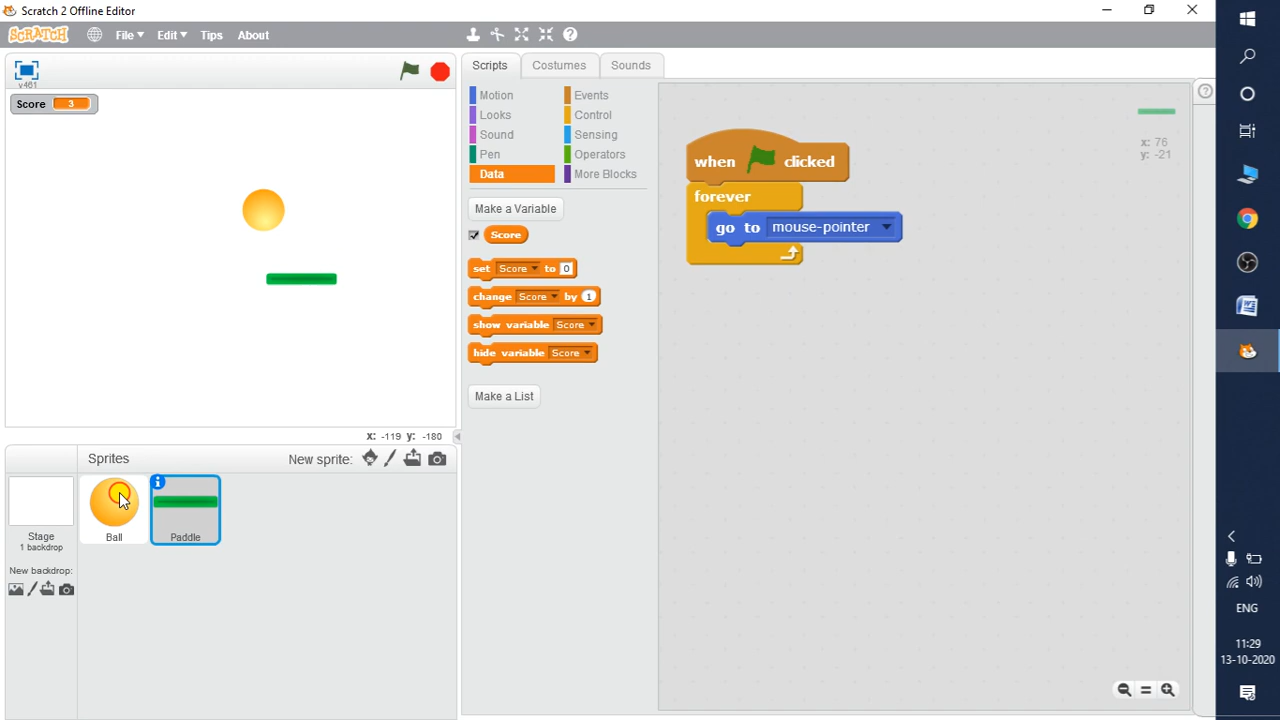 Scratch 2 Offline Editor
SCRATCH File Edit Tips About
v461
Score 3
x: -119 y: -180
Sprites New sprite:
Stage
1 backdrop
New backdrop:
Ball
Paddle
Scripts Costumes Sounds
Motion Events
Looks Control
Sound Sensing
Pen Operators
Data More Blocks
Make a Variable
Score
set Score to 0
change Score by 1
show variable Score
hide variable Score
Make a List
when clicked
forever
go to mouse-pointer
x: 76
y: -21
ENG
11:29
13-10-2020